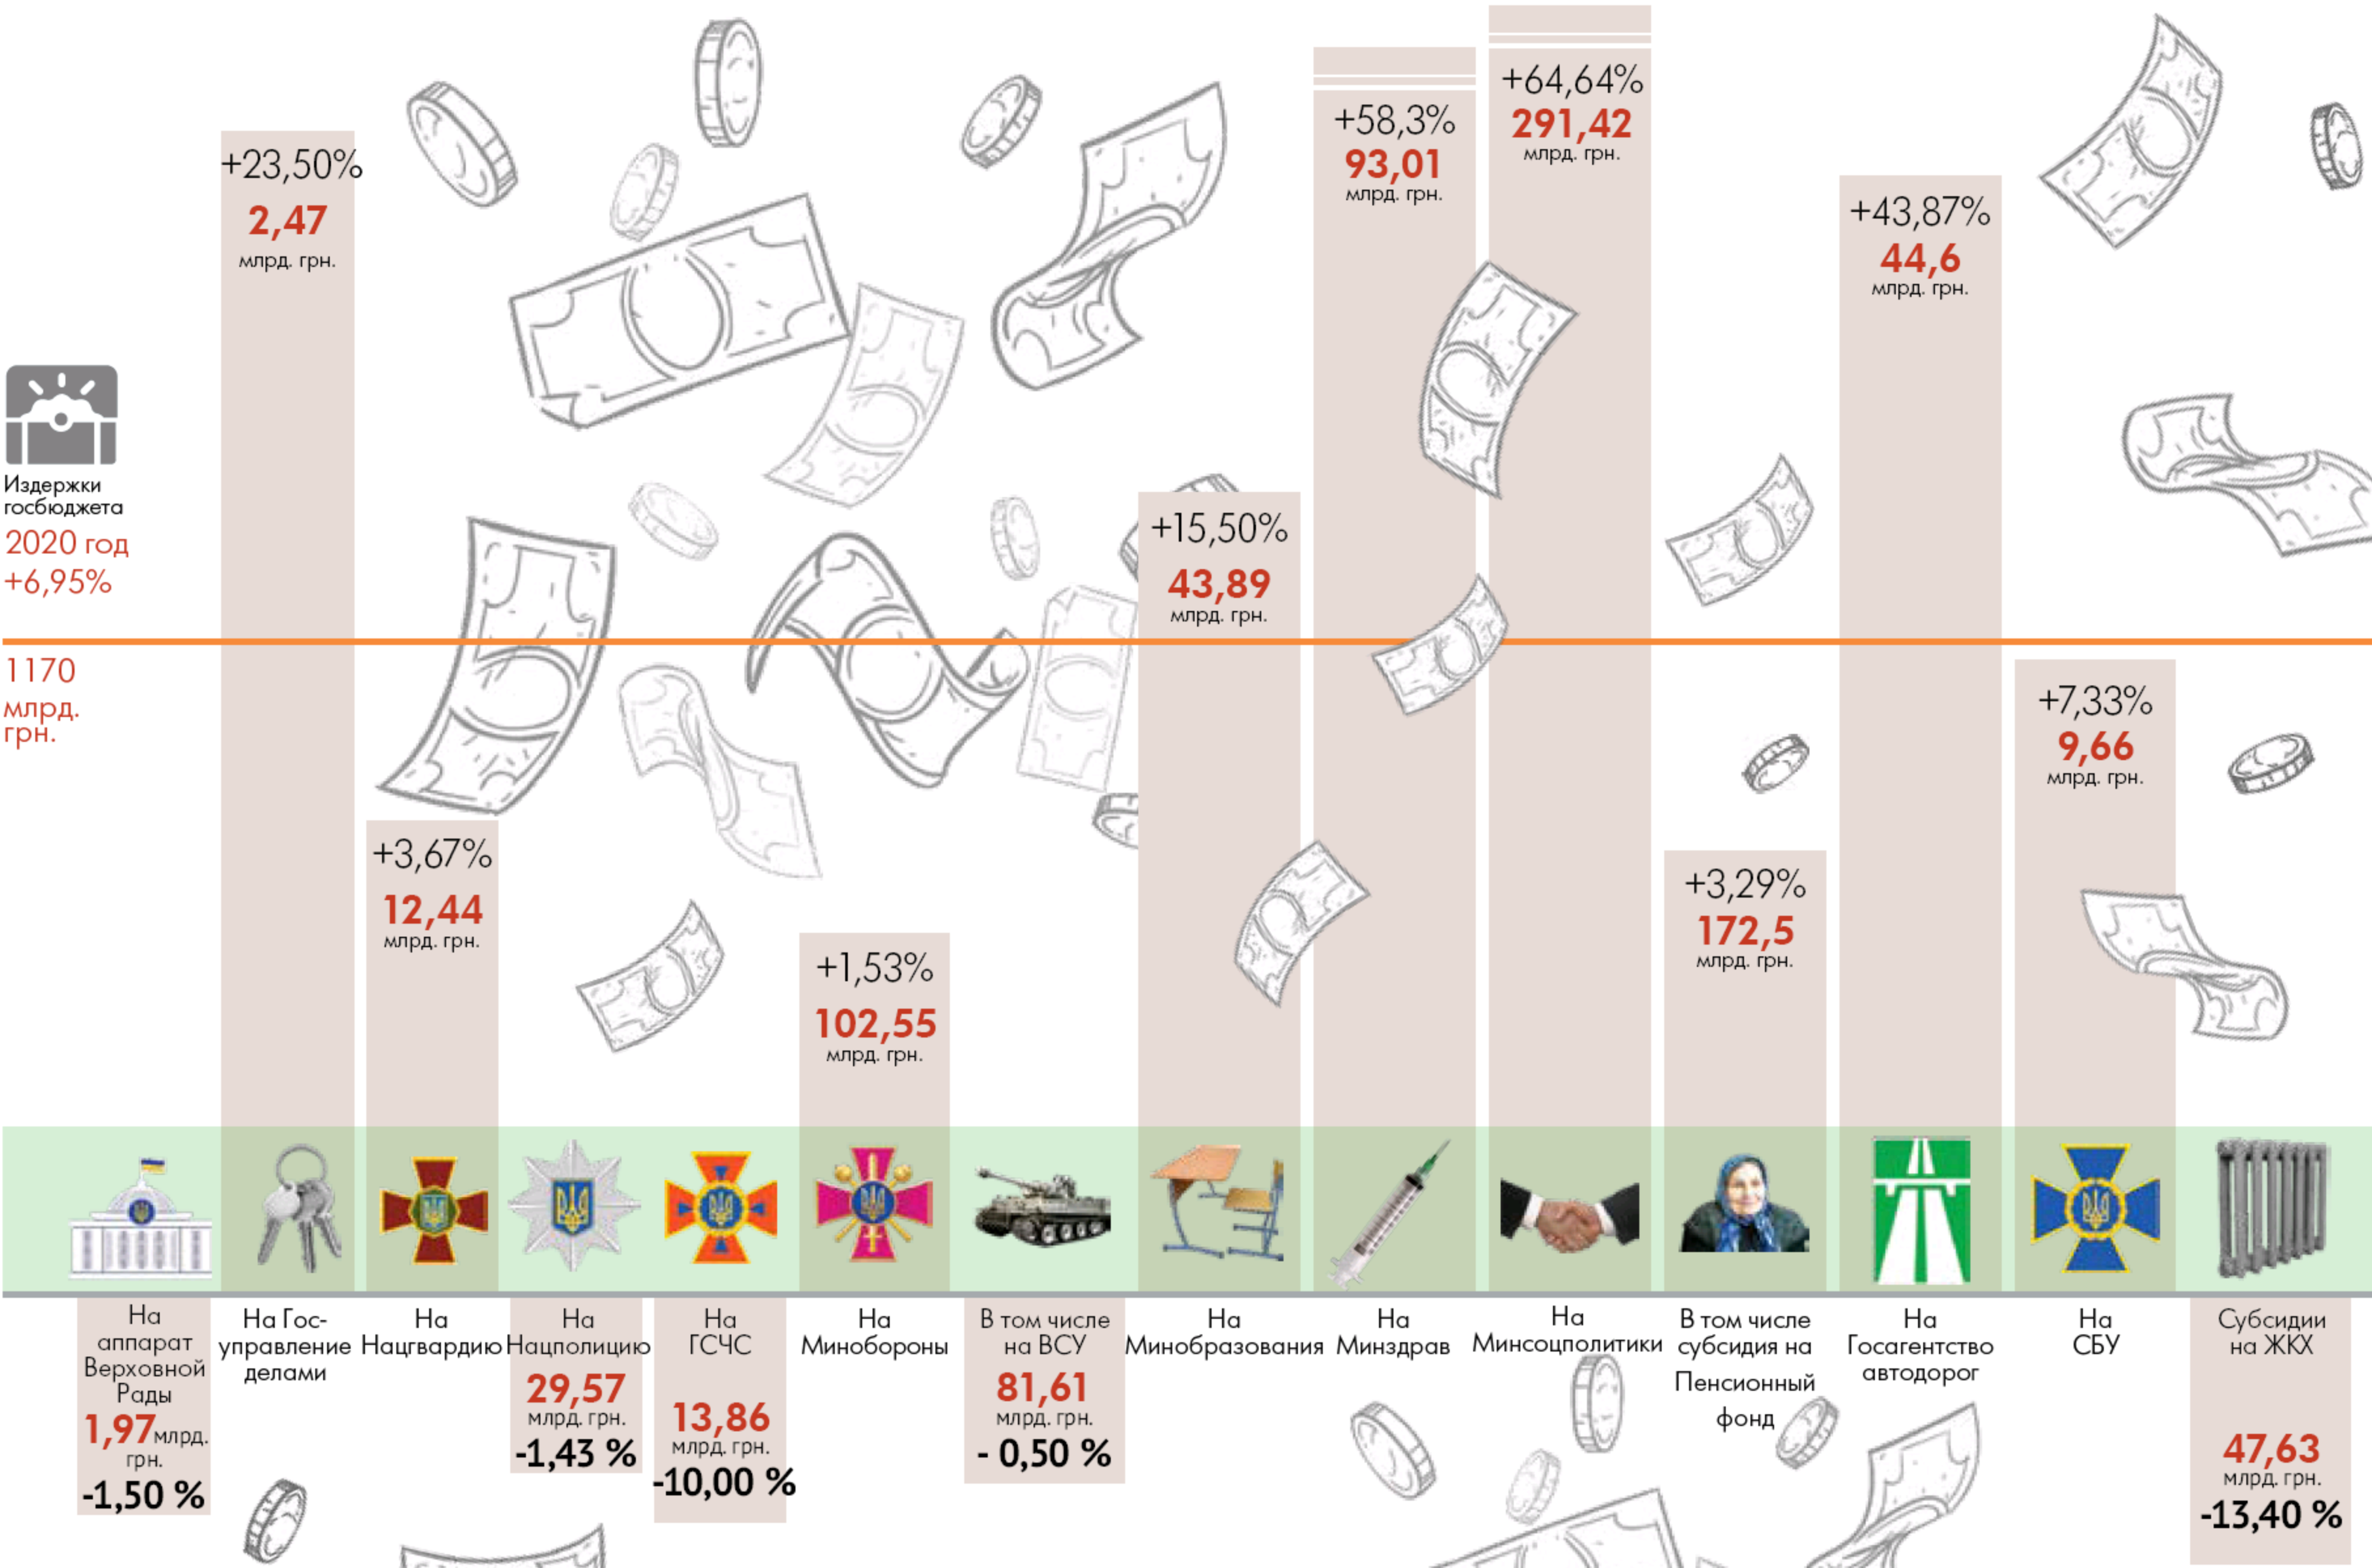 Издержки
госбюджета
2020 год
+6,95%
1170
млрд.
грн.
+23,50%
2,47
млрд. грн.
+3,67%
12,44
млрд. грн.
+1,53%
102,55
млрд. грн.
+15,50%
43,89
млрд. грн.
+58,3%
93,01
млрд. грн.
+64,64%
291,42
млрд. грн.
+3,29%
172,5
млрд. грн.
+43,87%
44,6
млрд. грн.
+7,33%
9,66
млрд. грн.
На
аппарат
Верховной
Рады
1,97 млрд.
грн.
-1,50 %
На Гос-
управление
делами
На
Нацгвардию
На
Нацполицию
29,57
млрд. грн.
-1,43 %
На
ГСЧС
13,86
млрд. грн.
-10,00 %
На
Минобороны
В том числе
на ВСУ
81,61
млрд. грн.
- 0,50 %
На
Минобразования
На
Минздрав
На
Минсоцполитики
В том числе
субсидия на
Пенсионный
фонд
На
Госагентство
автодорог
На
СБУ
Субсидии
на ЖКХ
47,63
млрд. грн.
-13,40 %